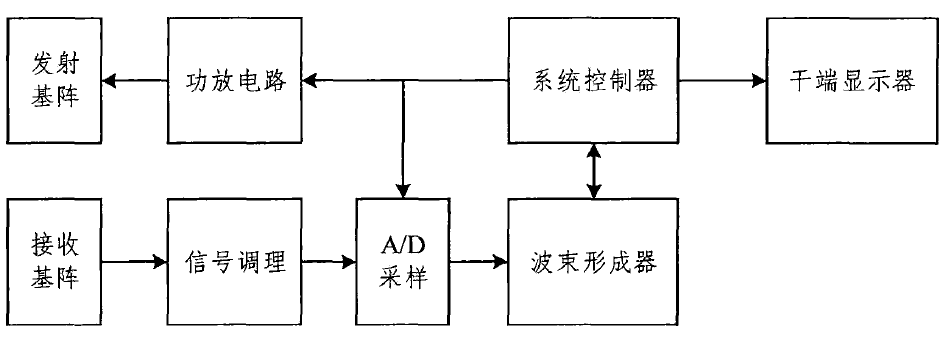 发射
基阵
功放电路
系统控制器
干端显示器
接收
基阵
信号调理
A/D
采样
波束形成器